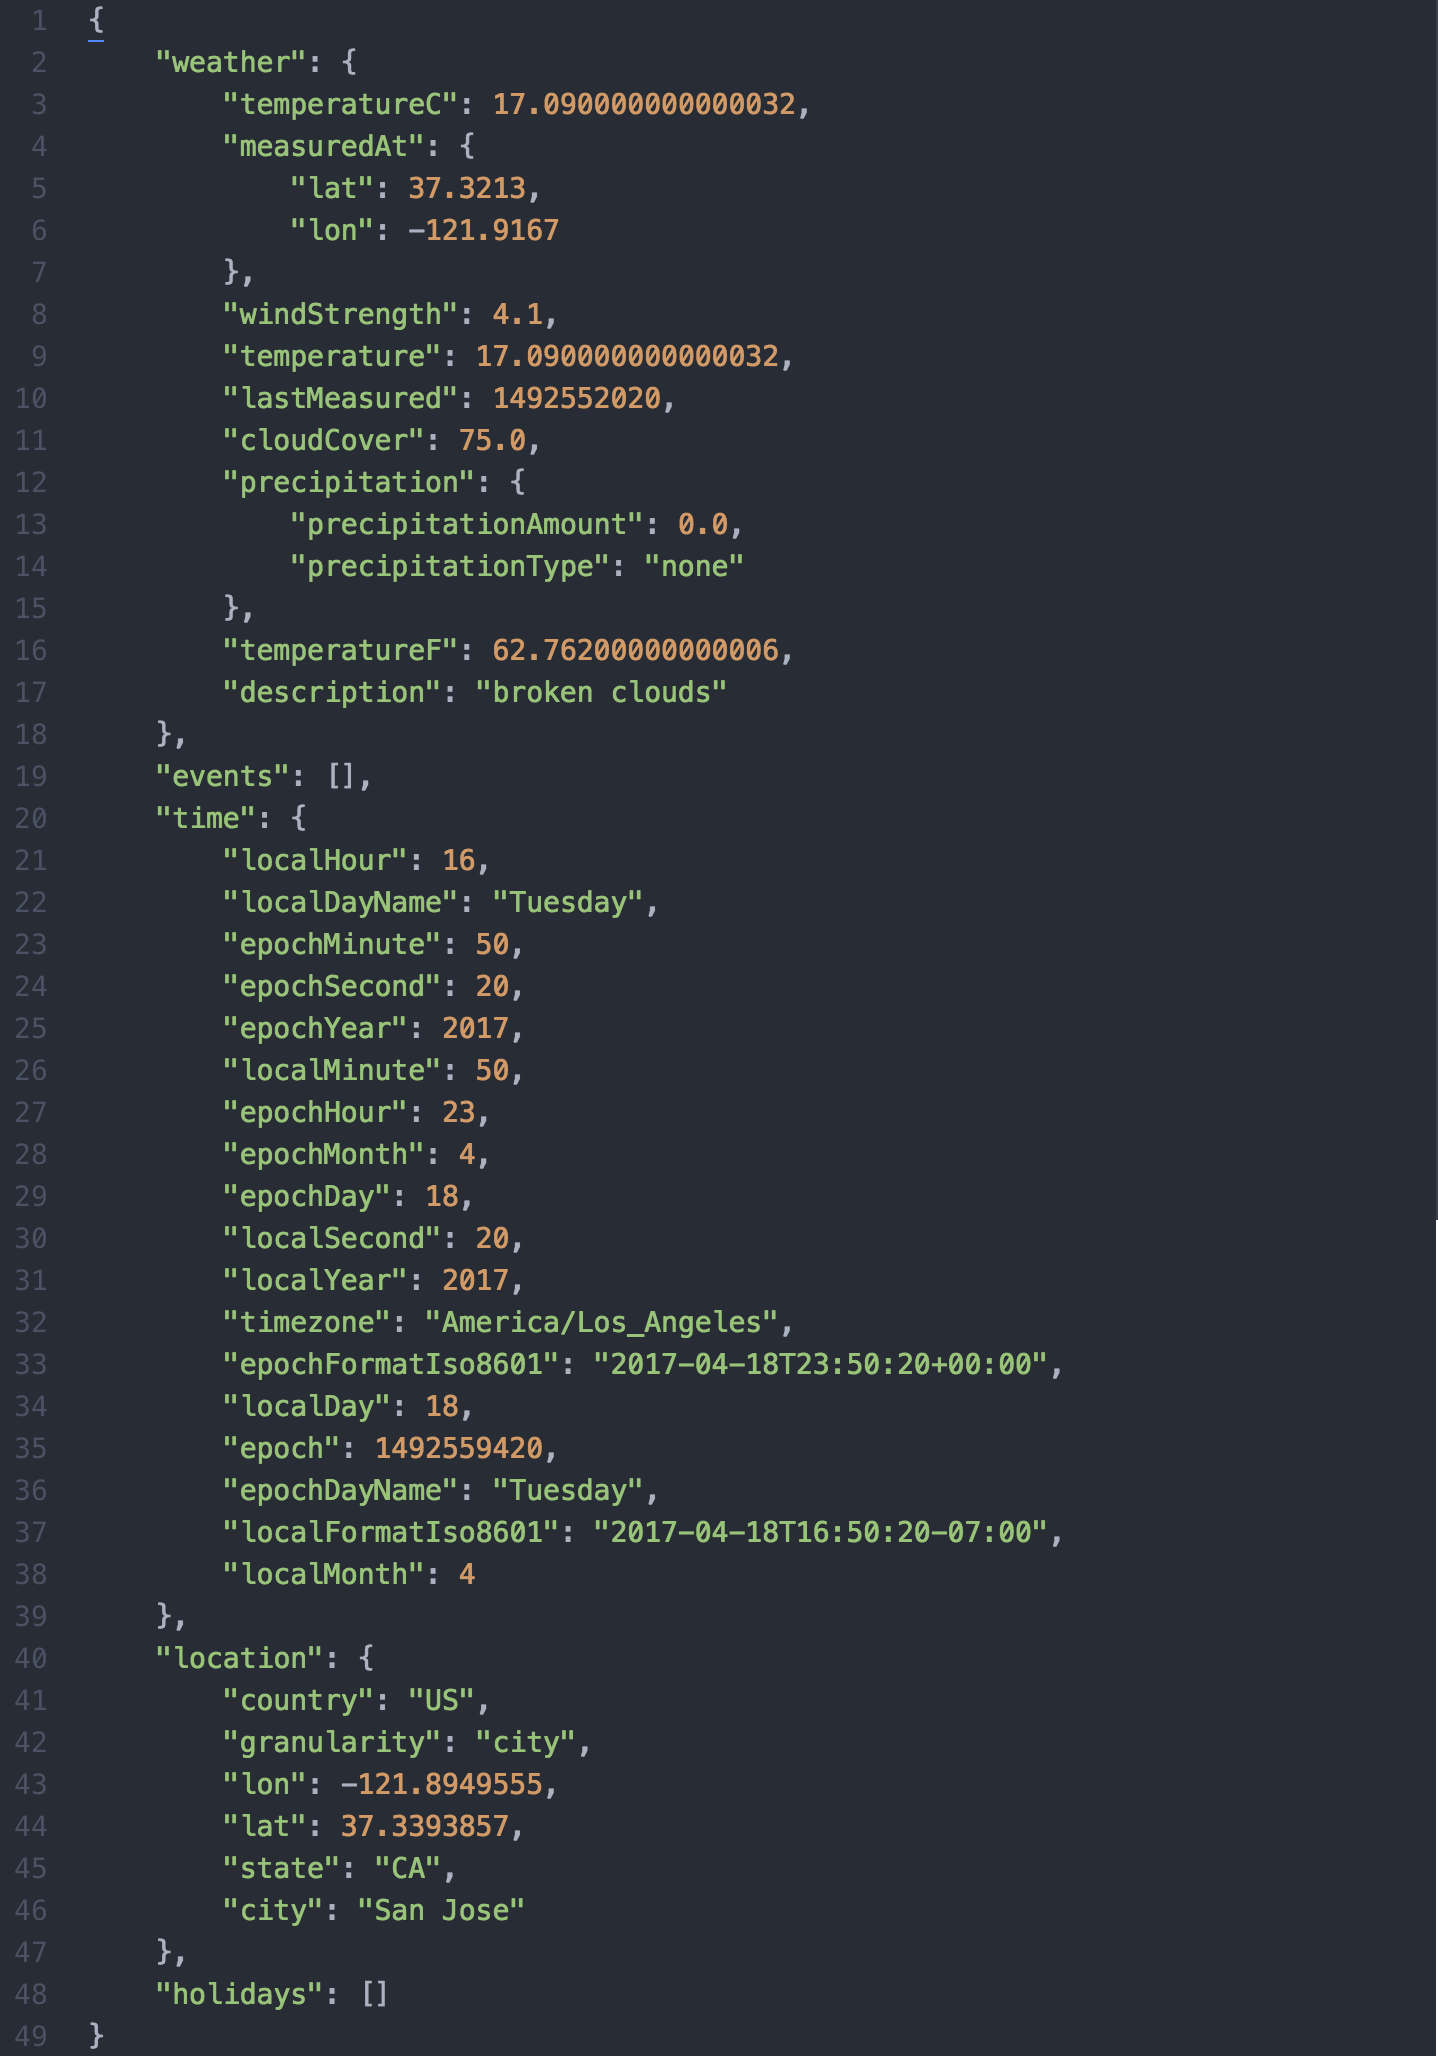 1 {
2     "weather": {
3         "temperatureC": 17.090000000000032,
4         "measuredAt": {
5             "lat": 37.3213,
6             "lon": -121.9167
7         },
8         "windStrength": 4.1,
9         "temperature": 17.090000000000032,
10         "lastMeasured": 1492552020,
11         "cloudCover": 75.0,
12         "precipitation": {
13             "precipitationAmount": 0.0,
14             "precipitationType": "none"
15         },
16         "temperatureF": 62.76200000000006,
17         "description": "broken clouds"
18     },
19     "events": [],
20     "time": {
21         "localHour": 16,
22         "localDayName": "Tuesday",
23         "epochMinute": 50,
24         "epochSecond": 20,
25         "epochYear": 2017,
26         "localMinute": 50,
27         "epochHour": 23,
28         "epochMonth": 4,
29         "epochDay": 18,
30         "localSecond": 20,
31         "localYear": 2017,
32         "timezone": "America/Los_Angeles",
33         "epochFormatIso8601": "2017-04-18T23:50:20+00:00",
34         "localDay": 18,
35         "epoch": 1492559420,
36         "epochDayName": "Tuesday",
37         "localFormatIso8601": "2017-04-18T16:50:20-07:00",
38         "localMonth": 4
39     },
40     "location": {
41         "country": "US",
42         "granularity": "city",
43         "lon": -121.8949555,
44         "lat": 37.3393857,
45         "state": "CA",
46         "city": "San Jose"
47     },
48     "holidays": []
49 }